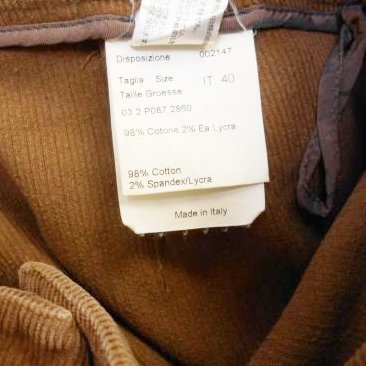 Disposizione 002147
Taglia Size IT 40
Taille Groesse
03 2 P087 2860
98% Cotone 2% Ea Lycra
98% Cotton
2% Spandex/Lycra
Made in Italy